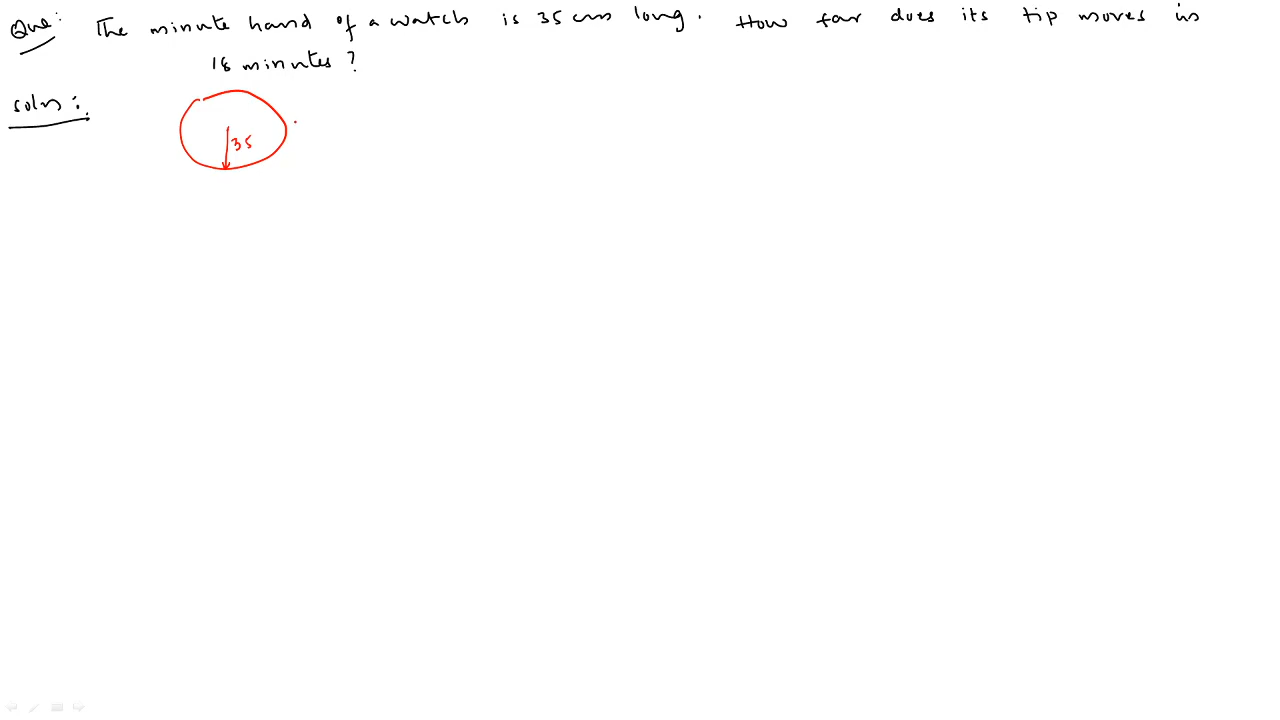 Que: The minute hand of a watch is 35 cm long. How far does its tip moves in
18 minutes?
soln:
35